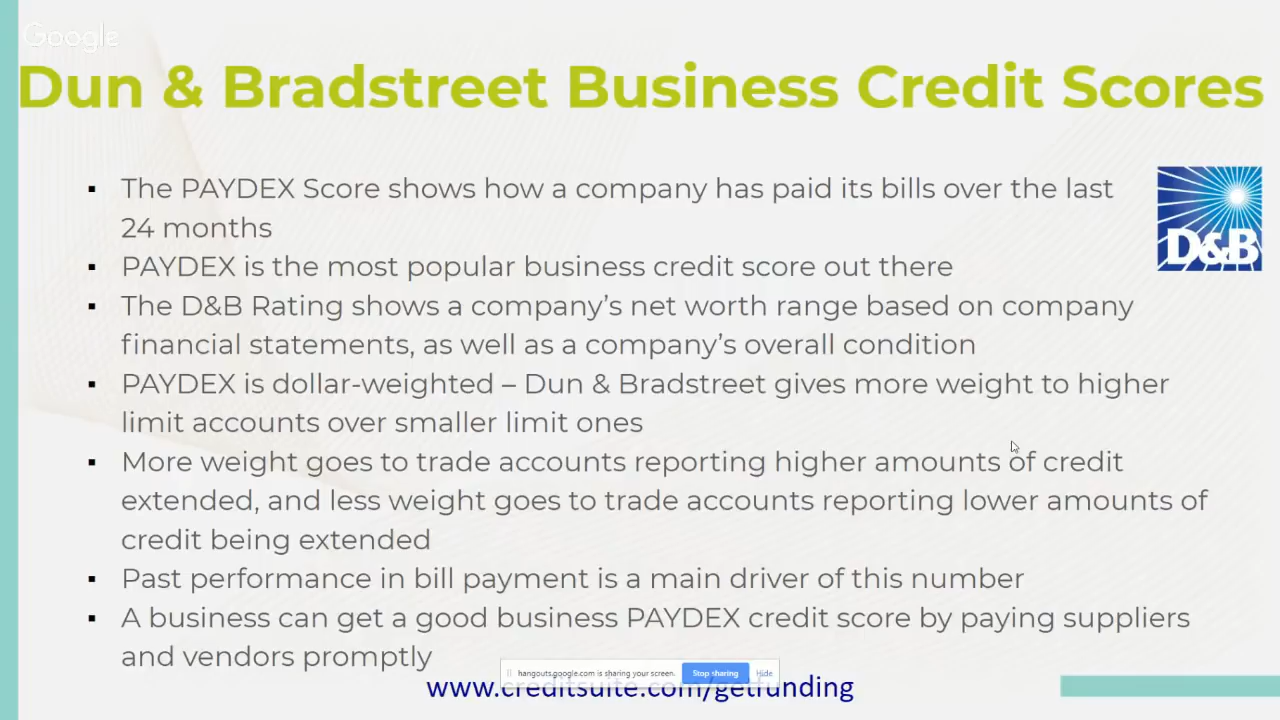 Google
Dun & Bradstreet Business Credit Scores
▪ The PAYDEX Score shows how a company has paid its bills over the last
24 months
▪ PAYDEX is the most popular business credit score out there
▪ The D&B Rating shows a company’s net worth range based on company
financial statements, as well as a company’s overall condition
▪ PAYDEX is dollar-weighted – Dun & Bradstreet gives more weight to higher
limit accounts over smaller limit ones
▪ More weight goes to trade accounts reporting higher amounts of credit
extended, and less weight goes to trade accounts reporting lower amounts of
credit being extended
▪ Past performance in bill payment is a main driver of this number
▪ A business can get a good business PAYDEX credit score by paying suppliers
and vendors promptly
D&B
hangouts.google.com is sharing your screen. Stop sharing Hide
www.creditsuite.com/getfunding